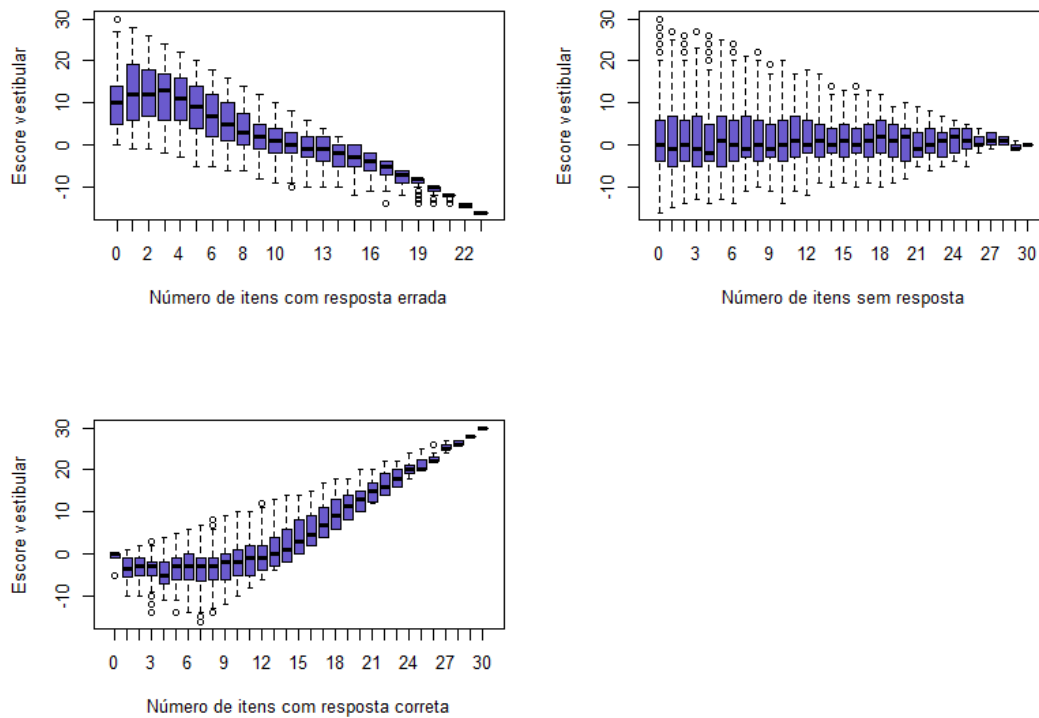 Escore vestibular
30
20
10
0
-10
0 2 4 6 8 10 13 16 19 22
Número de itens com resposta errada
Escore vestibular
30
20
10
0
-10
0 3 6 9 12 15 18 21 24 27 30
Número de itens sem resposta
Escore vestibular
30
20
10
0
-10
0 3 6 9 12 15 18 21 24 27 30
Número de itens com resposta correta